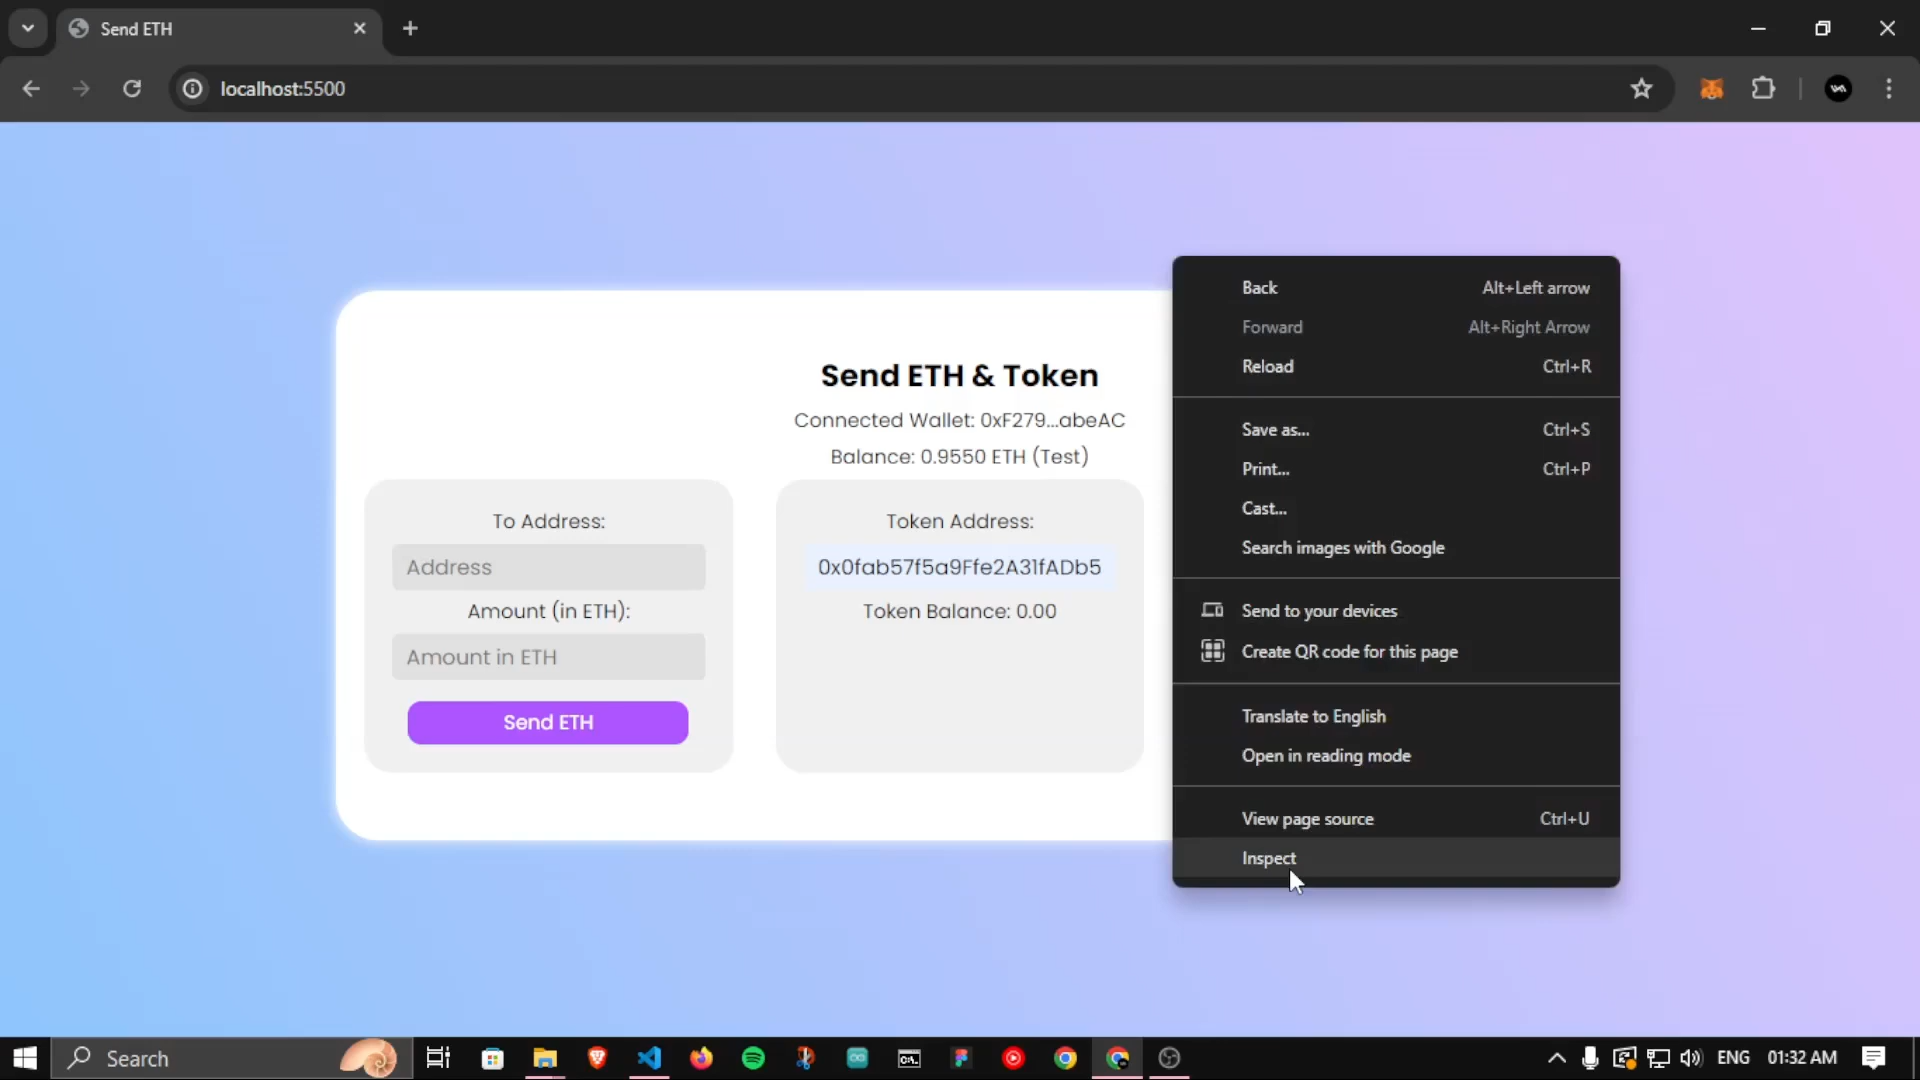 Send ETH
localhost:5500
Send ETH & Token
Connected Wallet: 0xF279...abeAC
Balance: 0.9550 ETH (Test)
To Address:
Address
Amount (in ETH):
Amount in ETH
Send ETH
Token Address:
0x0fab57f5a9Ffe2A31fADb5
Token Balance: 0.00
Back Alt+Left arrow
Forward Alt+Right Arrow
Reload Ctrl+R
Save as... Ctrl+S
Print... Ctrl+P
Cast...
Search images with Google
Send to your devices
Create QR code for this page
Translate to English
Open in reading mode
View page source Ctrl+U
Inspect
Search
ENG 01:32 AM